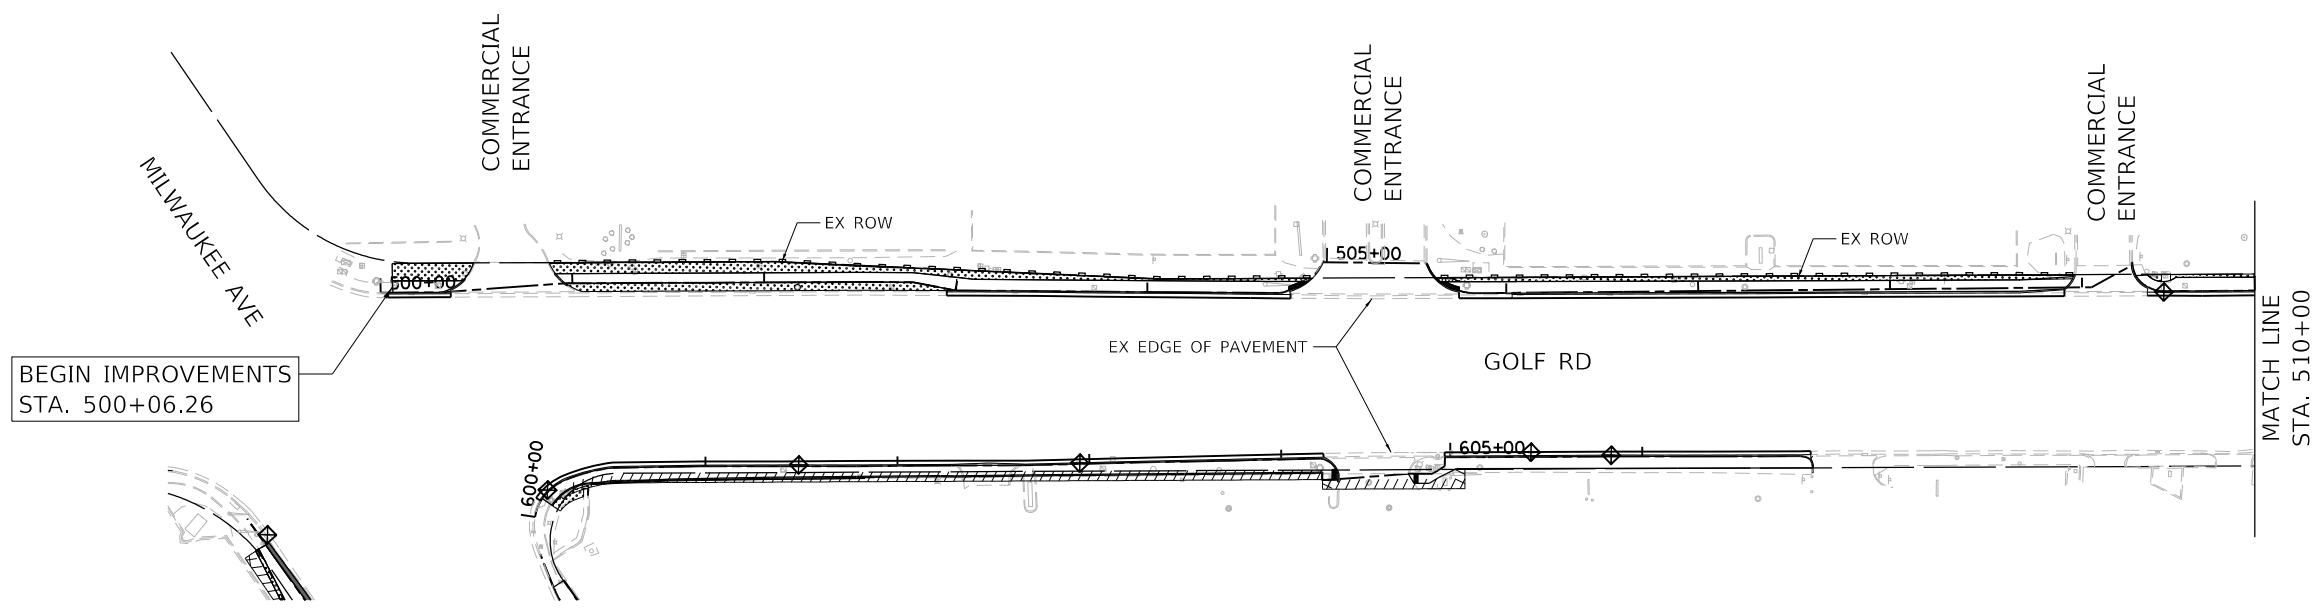 COMMERCIAL
ENTRANCE
COMMERCIAL
ENTRANCE
COMMERCIAL
ENTRANCE
MILWAUKEE AVE
EX ROW
EX ROW
500+00
505+00
EX EDGE OF PAVEMENT
GOLF RD
BEGIN IMPROVEMENTS
STA. 500+06.26
MATCH LINE
STA. 510+00
600+00
605+00